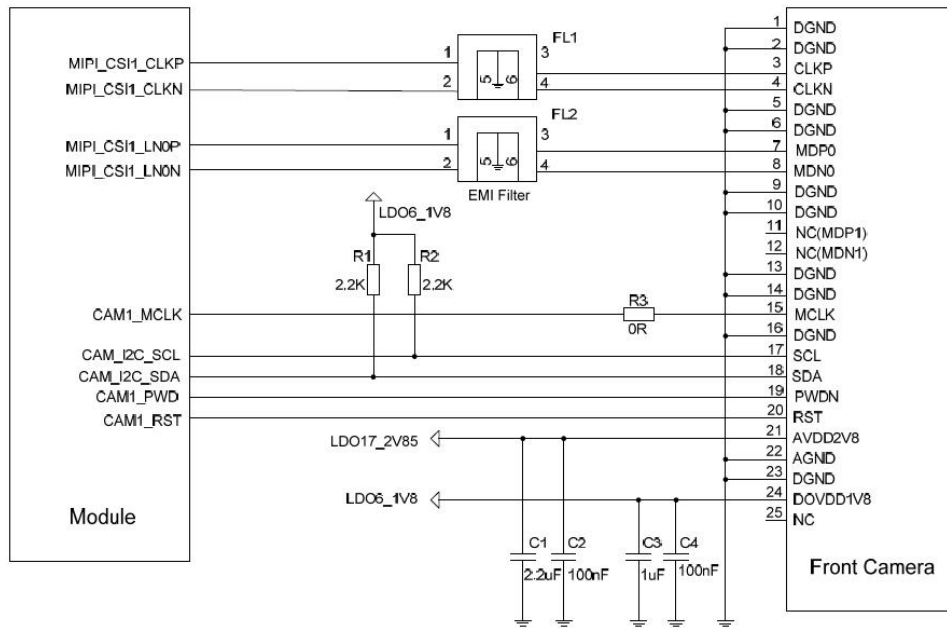 MIPI_CSI1_CLKP
MIPI_CSI1_CLKN
MIPI_CSI1_LN0P
MIPI_CSI1_LN0N
CAM1_MCLK
CAM_I2C_SCL
CAM_I2C_SDA
CAM1_PWD
CAM1_RST
Module
FL1
1 3
2 4
5 6
FL2
1 3
2 4
5 6
EMI Filter
LDO6_1V8
R1 R2
2.2K 2.2K
R3
0R
LDO17_2V85
LDO6_1V8
C1 C2 C3 C4
2.2uF 100nF 1uF 100nF
1 DGND
2 DGND
3 CLKP
4 CLKN
5 DGND
6 DGND
7 MDP0
8 MDN0
9 DGND
10 DGND
11 NC(MDP1)
12 NC(MDN1)
13 DGND
14 DGND
15 MCLK
16 DGND
17 SCL
18 SDA
19 PWDN
20 RST
21 AVDD2V8
22 AGND
23 DGND
24 DOVDD1V8
25 NC
Front Camera